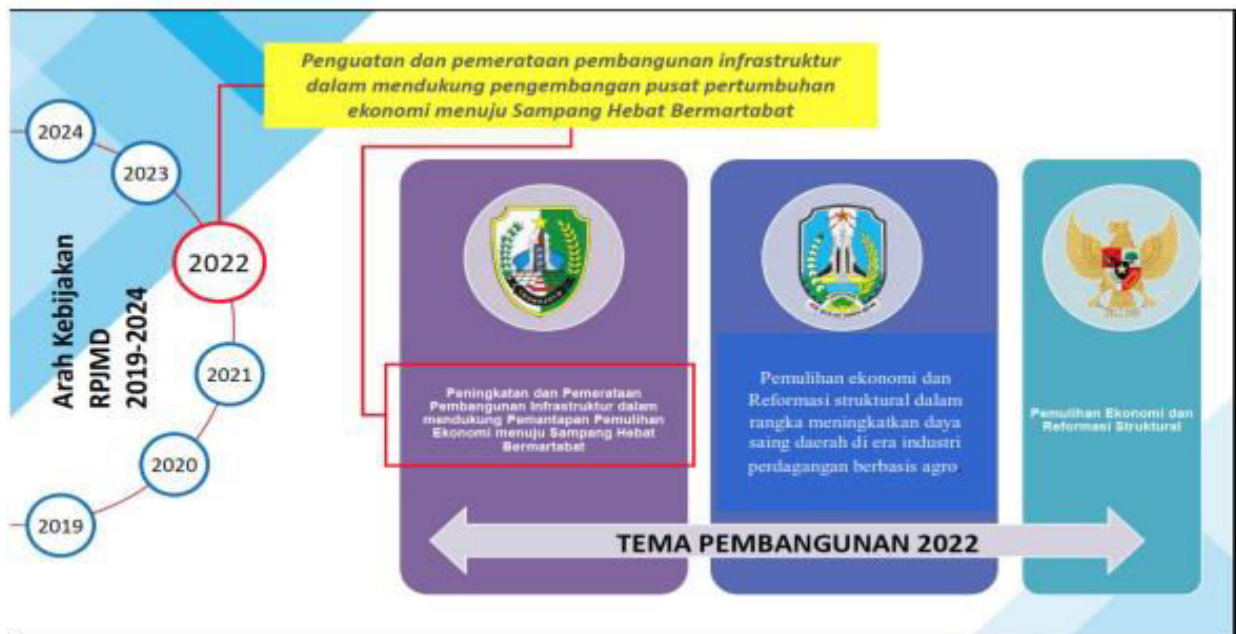 Penguatan dan pemerataan pembangunan infrastruktur
dalam mendukung pengembangan pusat pertumbuhan
ekonomi menuju Sampang Hebat Bermartabat
2024
2023
2022
2021
2020
2019
Arah Kebijakan
RPJMD
2019-2024
Peningkatan dan Pemerataan
Pembangunan Infrastruktur dalam
mendukung Pemantapan Pemulihan
Ekonomi menuju Sampang Hebat
Bermartabat
Pemulihan ekonomi dan
Reformasi struktural dalam
rangka meningkatkan daya
saing daerah di era industri
perdagangan berbasis agro.
Pemulihan Ekonomi dan
Reformasi Struktural
TEMA PEMBANGUNAN 2022